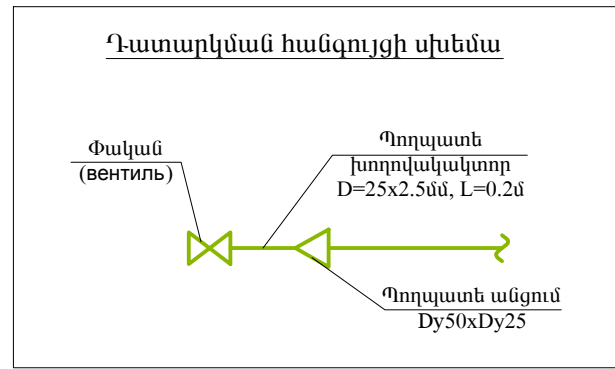 Դատարկման հանգույցի սխեմա
Փական
(вентиль)
Պողպատե
խողովակակտոր
D=25x2.5մմ, L=0.2մ
Պողպատե անցում
Dy50xDy25